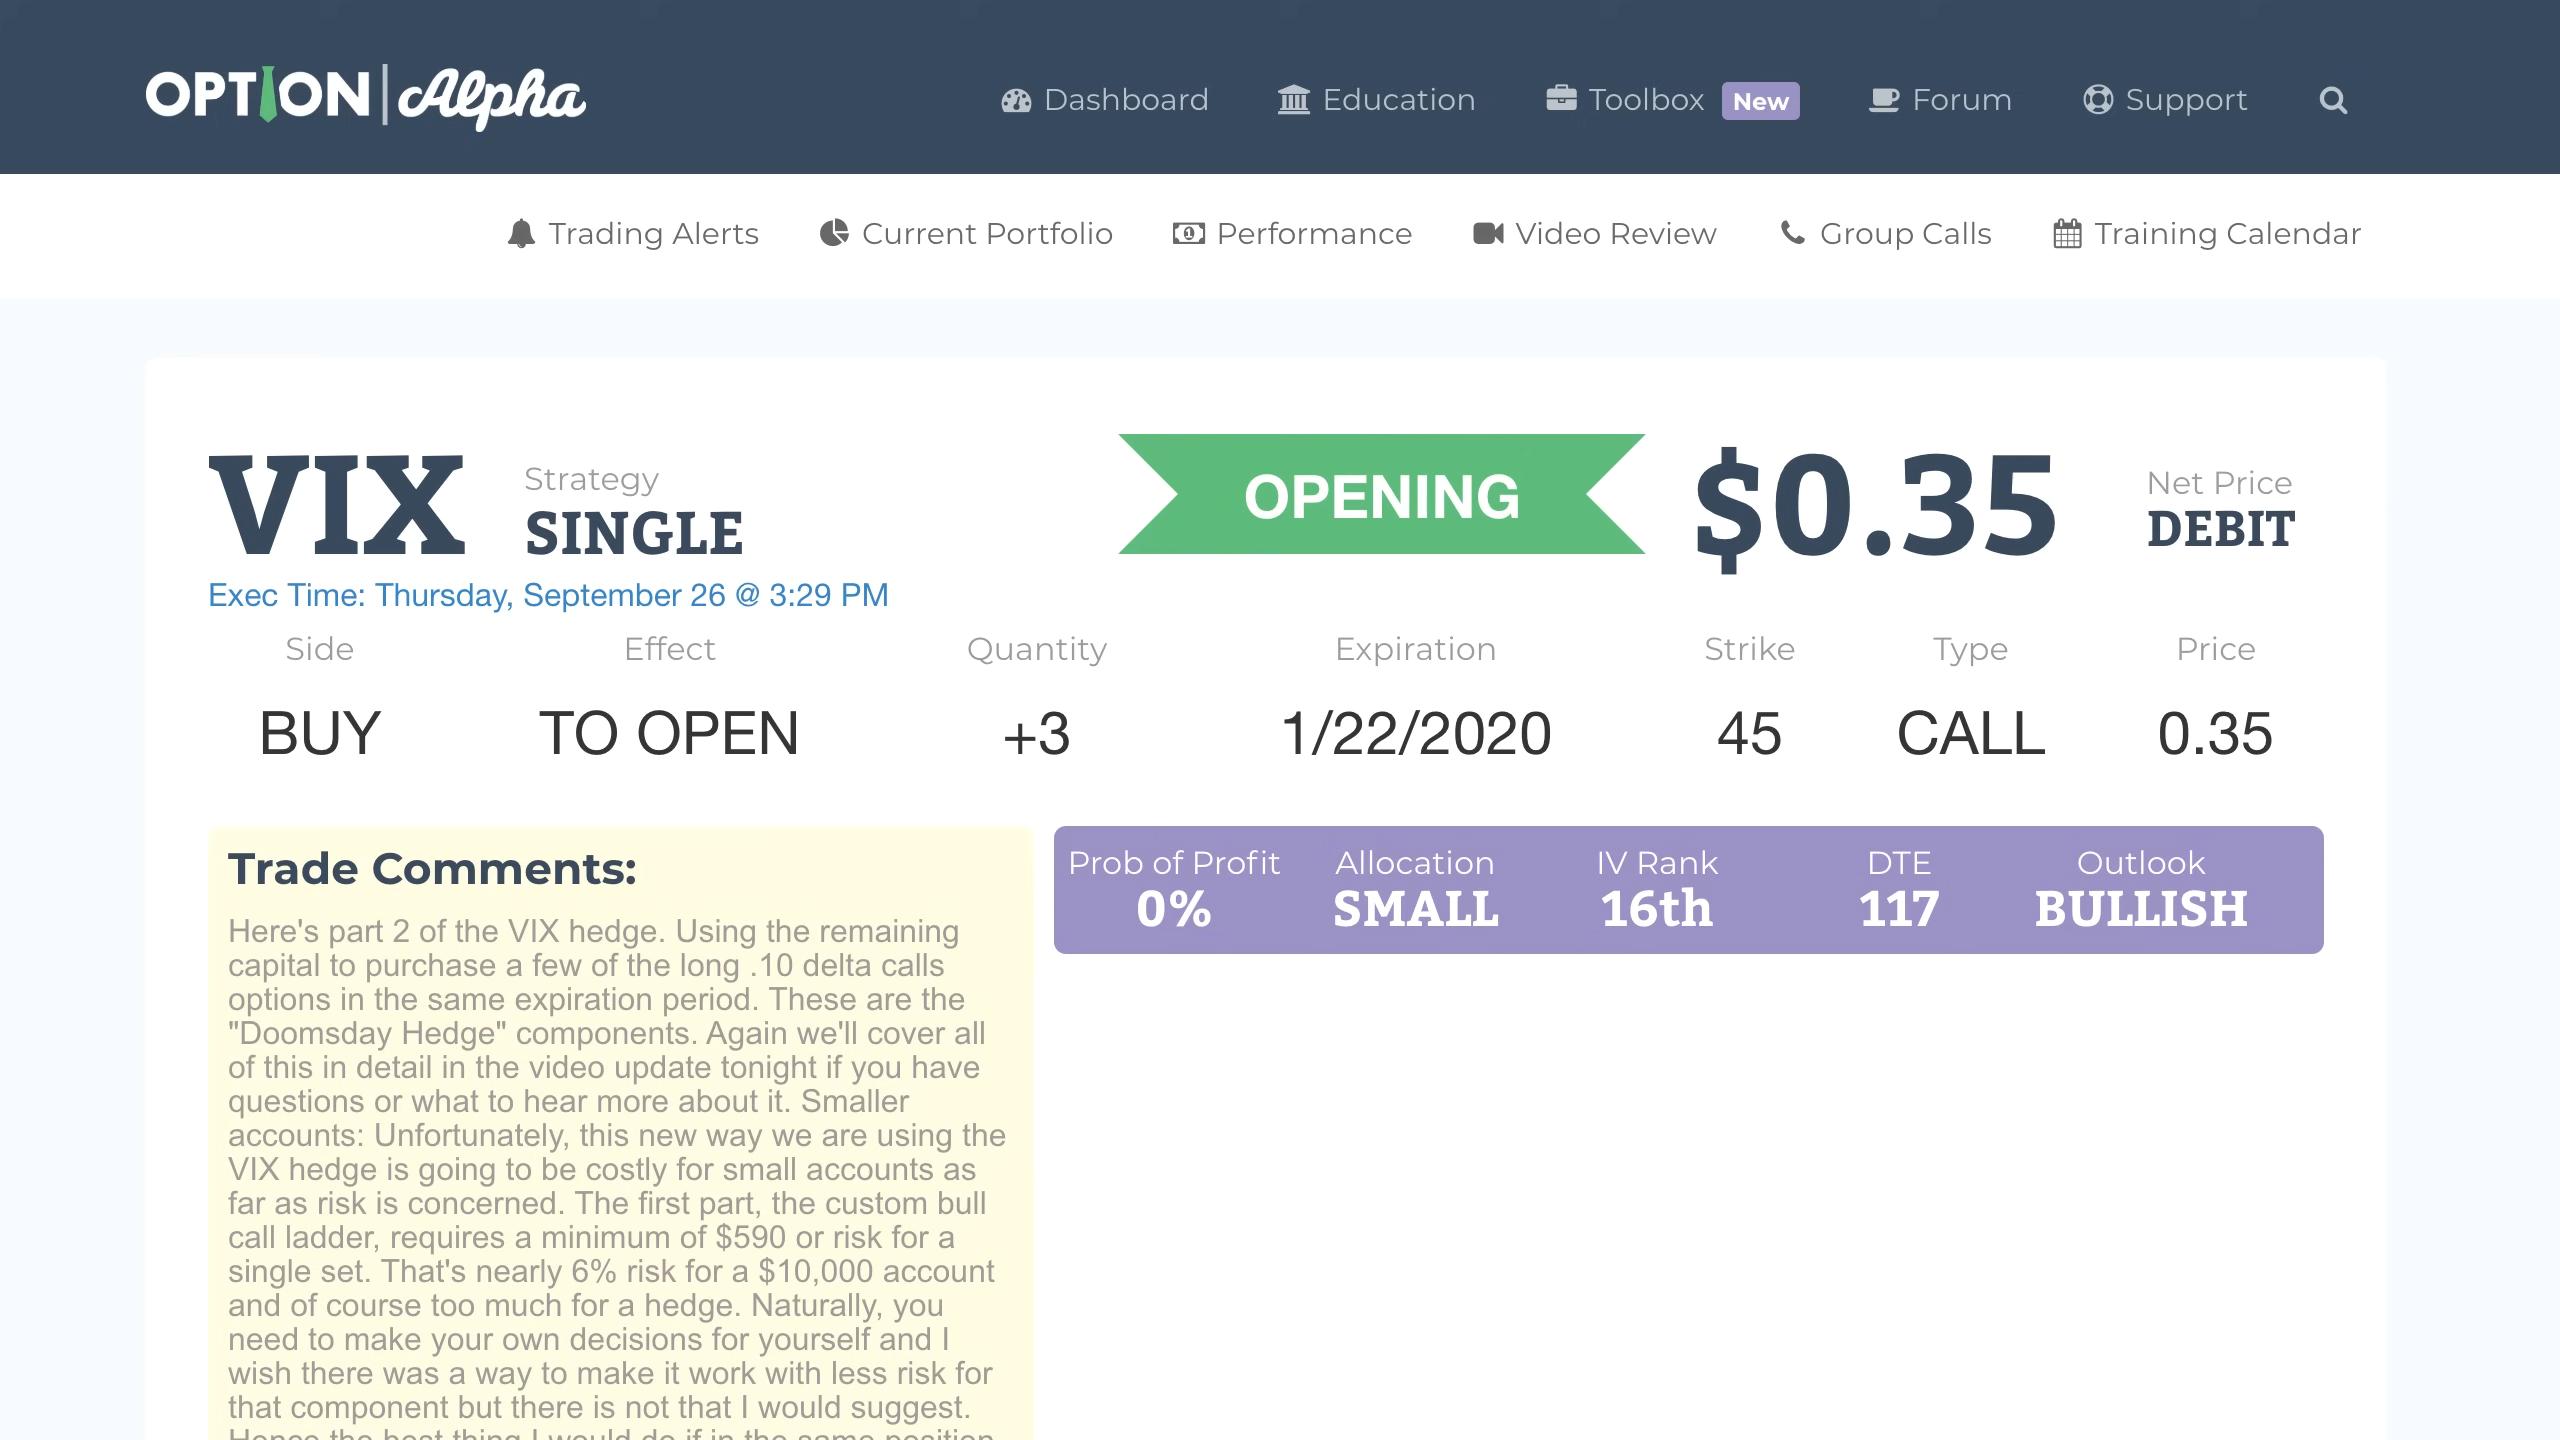 OPTION | Alpha
Dashboard Education Toolbox New Forum Support
Trading Alerts Current Portfolio Performance Video Review Group Calls Training Calendar
VIX Strategy SINGLE OPENING $0.35 Net Price DEBIT
Exec Time: Thursday, September 26 @ 3:29 PM
Side Effect Quantity Expiration Strike Type Price
BUY TO OPEN +3 1/22/2020 45 CALL 0.35
Trade Comments:
Here's part 2 of the VIX hedge. Using the remaining
capital to purchase a few of the long .10 delta calls
options in the same expiration period. These are the
"Doomsday Hedge" components. Again we'll cover all
of this in detail in the video update tonight if you have
questions or what to hear more about it. Smaller
accounts: Unfortunately, this new way we are using the
VIX hedge is going to be costly for small accounts as
far as risk is concerned. The first part, the custom bull
call ladder, requires a minimum of $590 or risk for a
single set. That's nearly 6% risk for a $10,000 account
and of course too much for a hedge. Naturally, you
need to make your own decisions for yourself and I
wish there was a way to make it work with less risk for
that component but there is not that I would suggest.
Hence the best thing I would do if in the same position
Prob of Profit Allocation IV Rank DTE Outlook
0% SMALL 16th 117 BULLISH